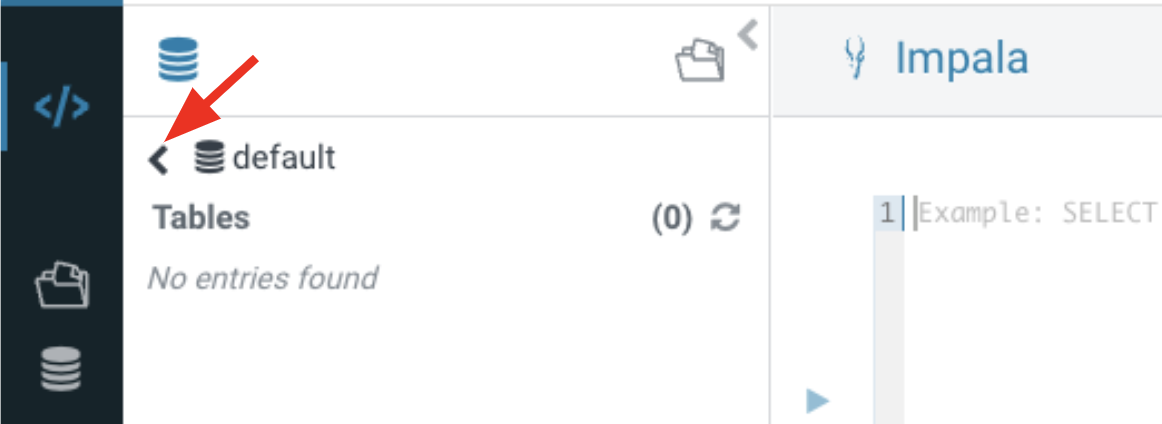 Impala
default
Tables (0)
No entries found
1 Example: SELECT